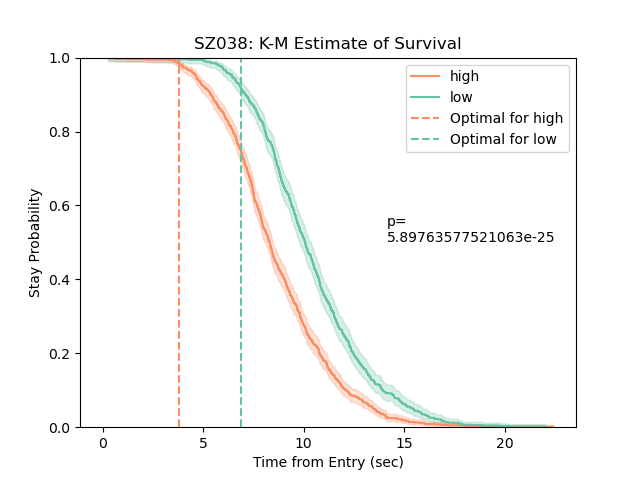 SZ038: K-M Estimate of Survival
high
low
Optimal for high
Optimal for low
p=
5.89763577521063e-25
Stay Probability
1.0
0.8
0.6
0.4
0.2
0.0
0
5
10
15
20
Time from Entry (sec)